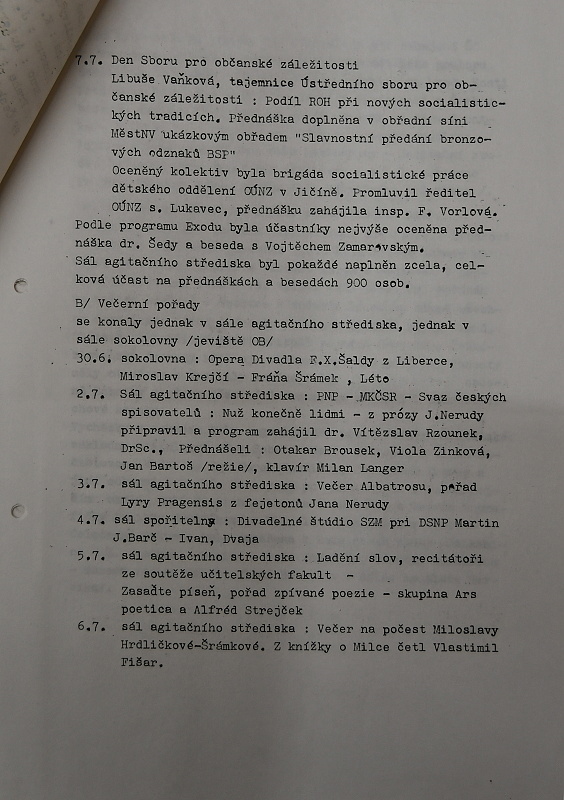 7.7. Den Sboru pro občanské záležitosti
Libuše Vaňková, tajemnice Ústředního sboru pro ob-
čanské záležitosti : Podíl ROH při nových socialistic-
kých tradicích. Přednáška doplněna v obřadní síni
MěstNV ukázkovým obřadem "Slavnostní předání bronzo-
vých odznaků BSP"
Oceněný kolektiv byla brigáda socialistické práce
dětského oddělení OÚNZ v Jičíně. Promluvil ředitel
OÚNZ s. Lukavec, přednášku zahájila insp. F. Vorlová.
Podle programu Exodu byla účastníky nejvýše oceněna před-
náška dr. Šedy a beseda s Vojtěchem Zamarovským.
Sál agitačního střediska byl pokaždé naplněn zcela, cel-
ková účast na přednáškách a besedách 900 osob.
B/ Večerní pořady
se konaly jednak v sále agitačního střediska, jednak v
sále sokolovny /jeviště OB/
30.6. sokolovna : Opera Divadla F.X.Šaldy z Liberce,
Miroslav Krejčí - Fráňa Šrámek , Léto
2.7. Sál agitačního střediska : PNP - MKČSR - Svaz českých
spisovatelů : Nuž konečně lidmi - z prózy J.Nerudy
připravil a program zahájil dr. Vítězslav Rzounek,
DrSc., Přednášeli : Otakar Brousek, Viola Zinková,
Jan Bartoš /režie/, klavír Milan Langer
3.7. sál agitačního střediska : Večer Albatrosu, pořad
Lyry Pragensis z fejetonů Jana Nerudy
4.7. sál spořitelny : Divadelné štúdio SZM pri DSNP Martin
J.Barč - Ivan, Dvaja
5.7. sál agitačního střediska : Ladění slov, recitátoři
ze soutěže učitelských fakult -
Zasaďte píseň, pořad zpívané poezie - skupina Ars
poetica a Alfréd Strejček
6.7. sál agitačního střediska : Večer na počest Miloslavy
Hrdličkové-Šrámkové. Z knížky o Milce četl Vlastimil
Fišar.